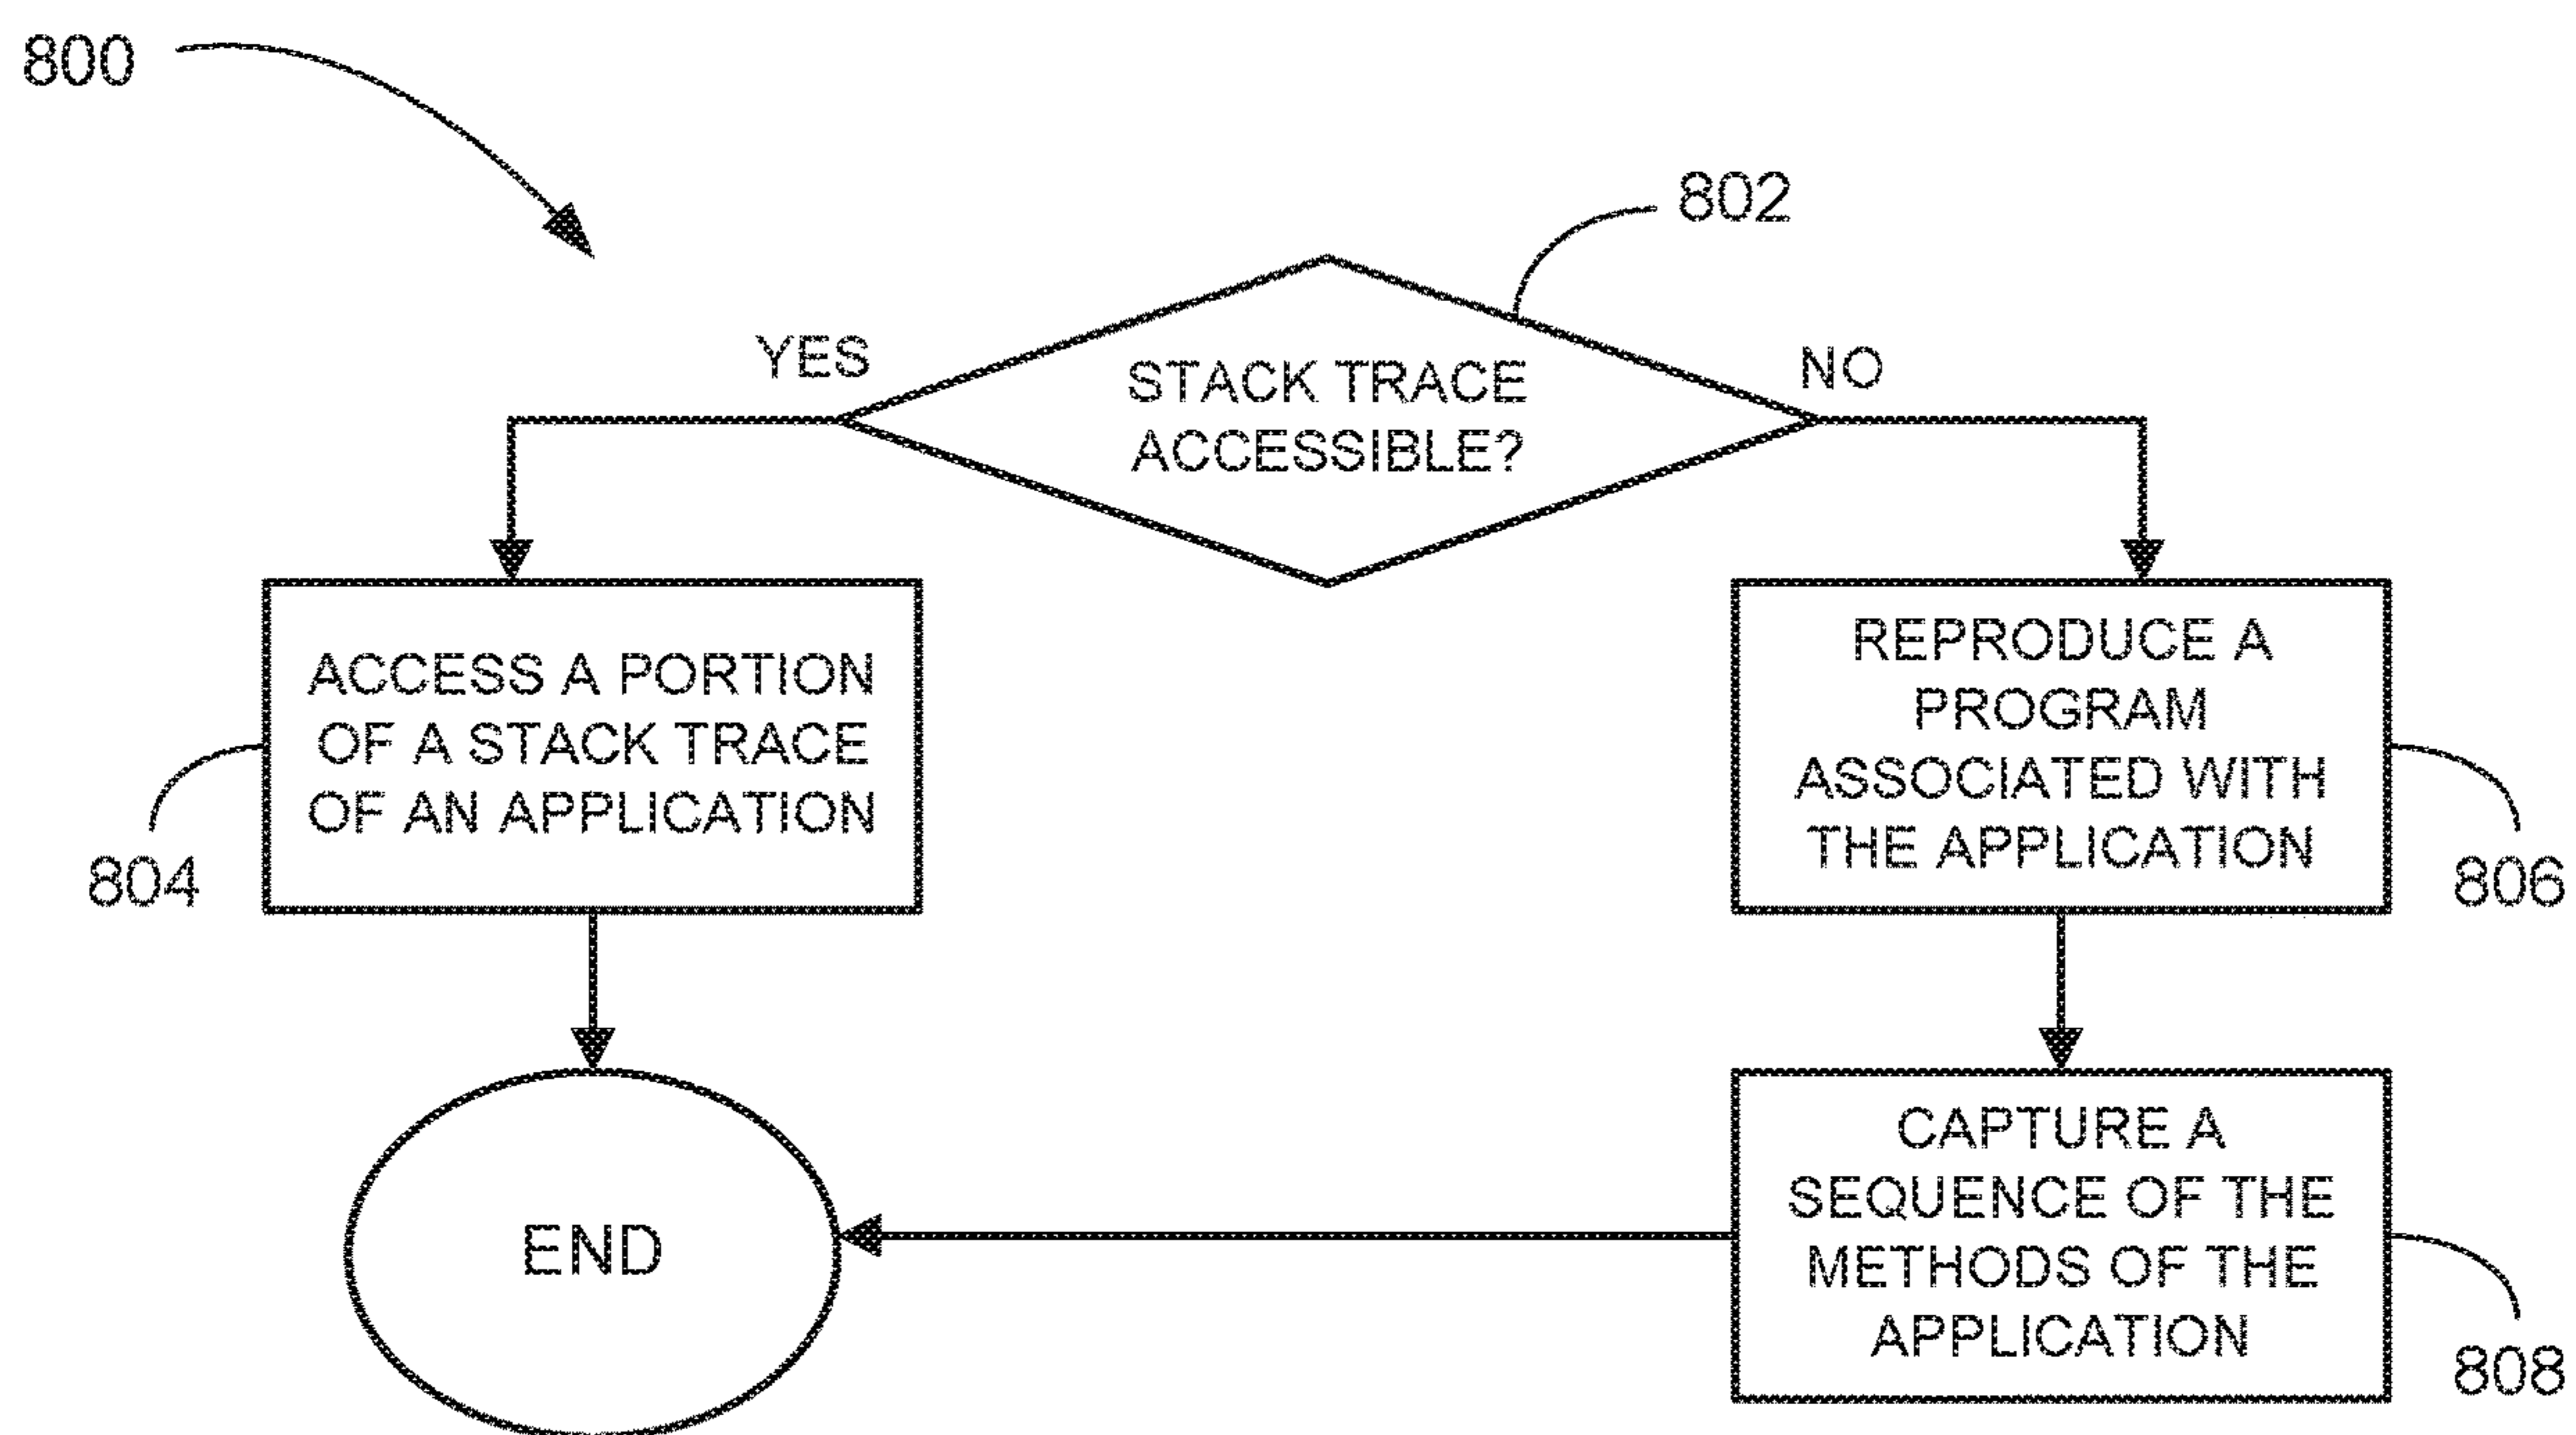 800
802
YES
NO
STACK TRACE
ACCESSIBLE?
ACCESS A PORTION
OF A STACK TRACE
OF AN APPLICATION
804
REPRODUCE A
PROGRAM
ASSOCIATED WITH
THE APPLICATION
806
END
CAPTURE A
SEQUENCE OF THE
METHODS OF THE
APPLICATION
808